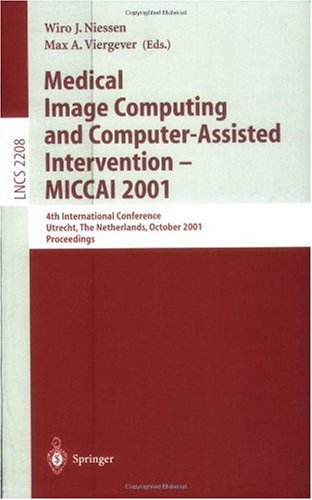 Wiro J. Niessen
Max A. Viergever (Eds.)
LNCS 2208
Medical
Image Computing
and Computer-Assisted
Intervention –
MICCAI 2001
4th International Conference
Utrecht, The Netherlands, October 2001
Proceedings
Springer